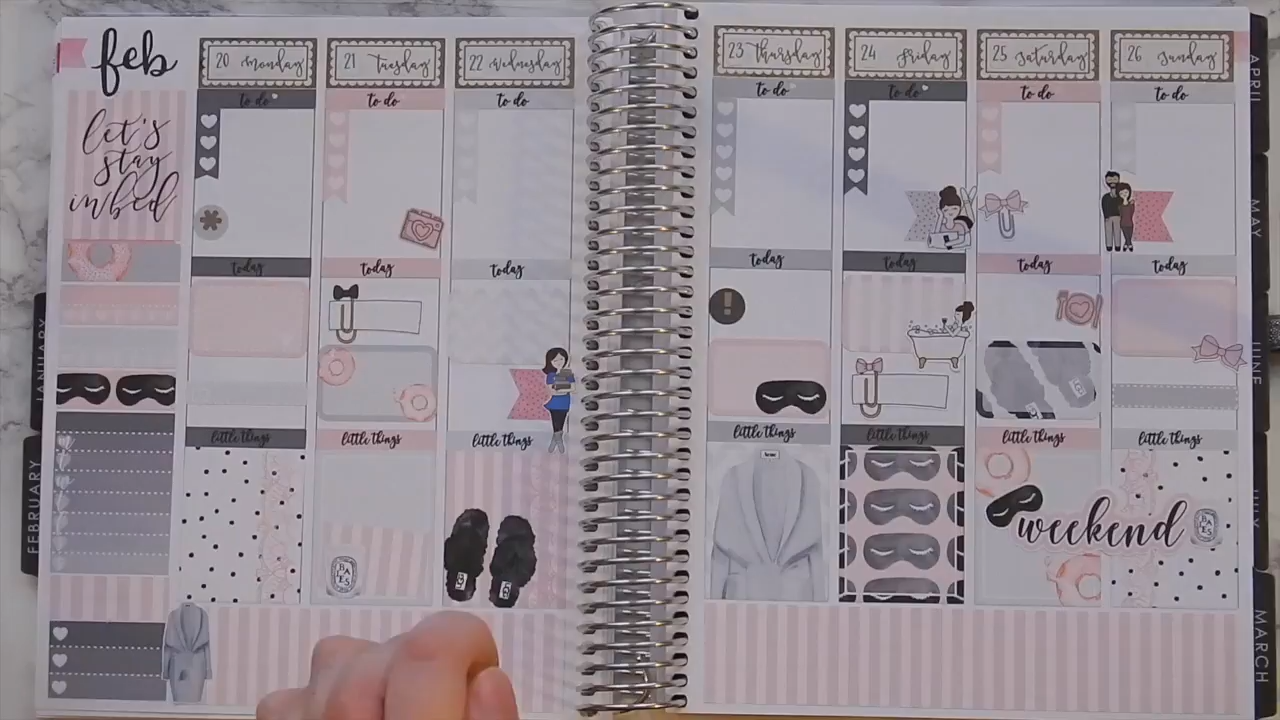 feb
20 monday
21 Tuesday
22 wednesday
23 Thursday
24 Friday
25 Saturday
26 Sunday
to do
to do
to do
to do
to do
to do
to do
let's
stay
in bed
today
today
today
today
today
today
today
little things
little things
little things
little things
little things
little things
little things
weekend
JANUARY
FEBRUARY
APRIL
MAY
JUNE
JULY
MARCH